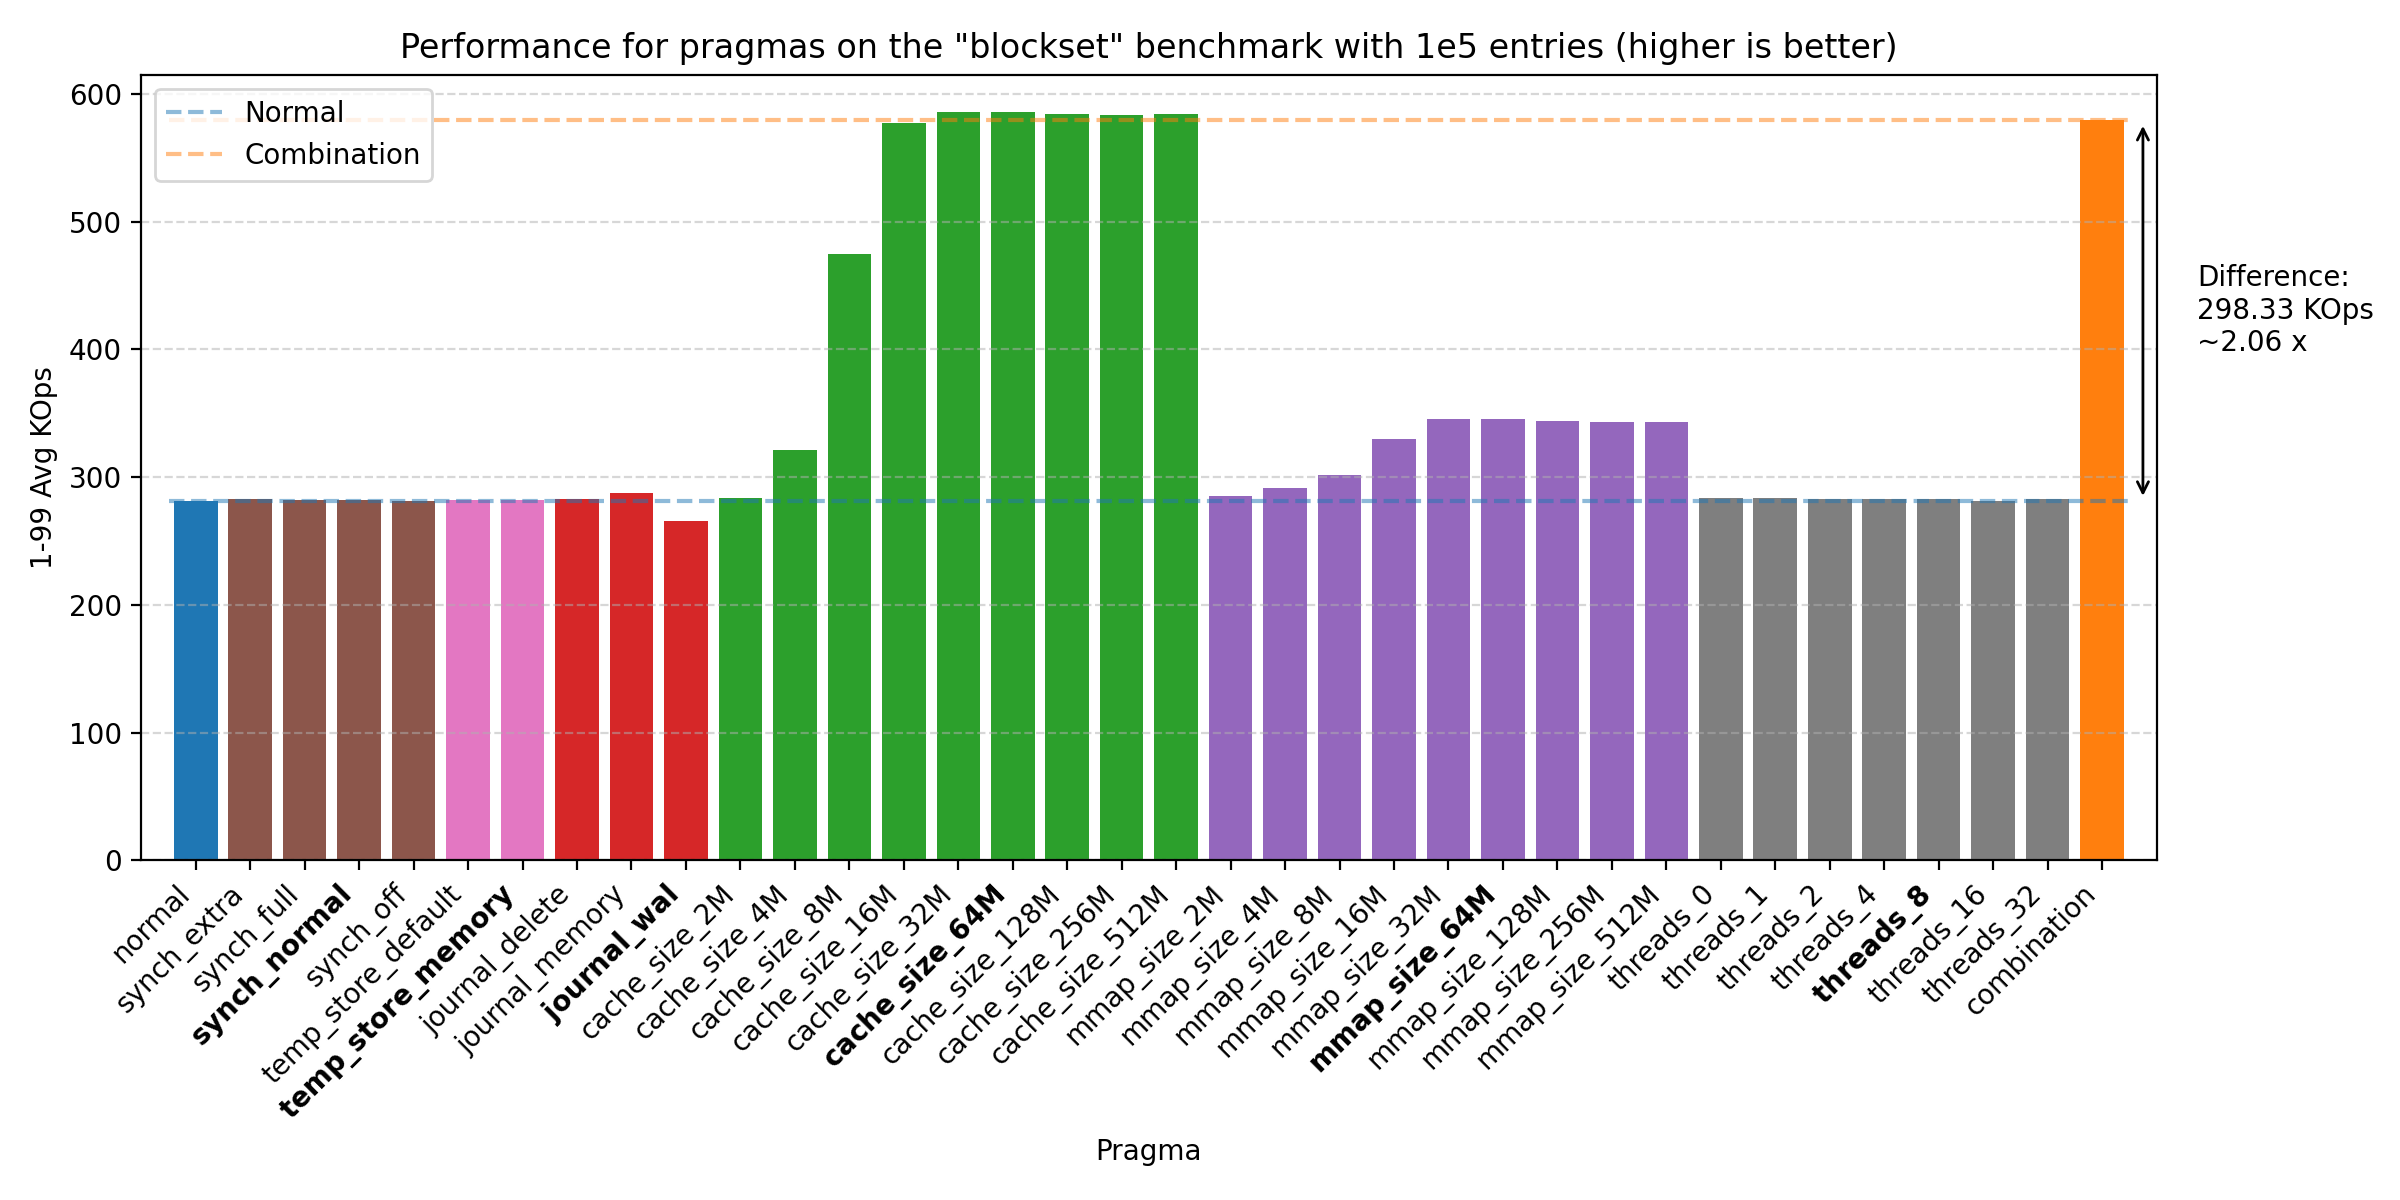 Performance for pragmas on the "blockset" benchmark with 1e5 entries (higher is better)
Normal
Combination
600
500
400
300
200
100
0
1-99 Avg KOps
Difference:
298.33 KOps
~2.06 x
normal
synch_extra
synch_full
synch_normal
synch_off
temp_store_default
temp_store_memory
journal_delete
journal_memory
journal_wal
cache_size_2M
cache_size_4M
cache_size_8M
cache_size_16M
cache_size_32M
cache_size_64M
cache_size_128M
cache_size_256M
cache_size_512M
mmap_size_2M
mmap_size_4M
mmap_size_8M
mmap_size_16M
mmap_size_32M
mmap_size_64M
mmap_size_128M
mmap_size_256M
mmap_size_512M
threads_0
threads_1
threads_2
threads_4
threads_8
threads_16
threads_32
combination
Pragma